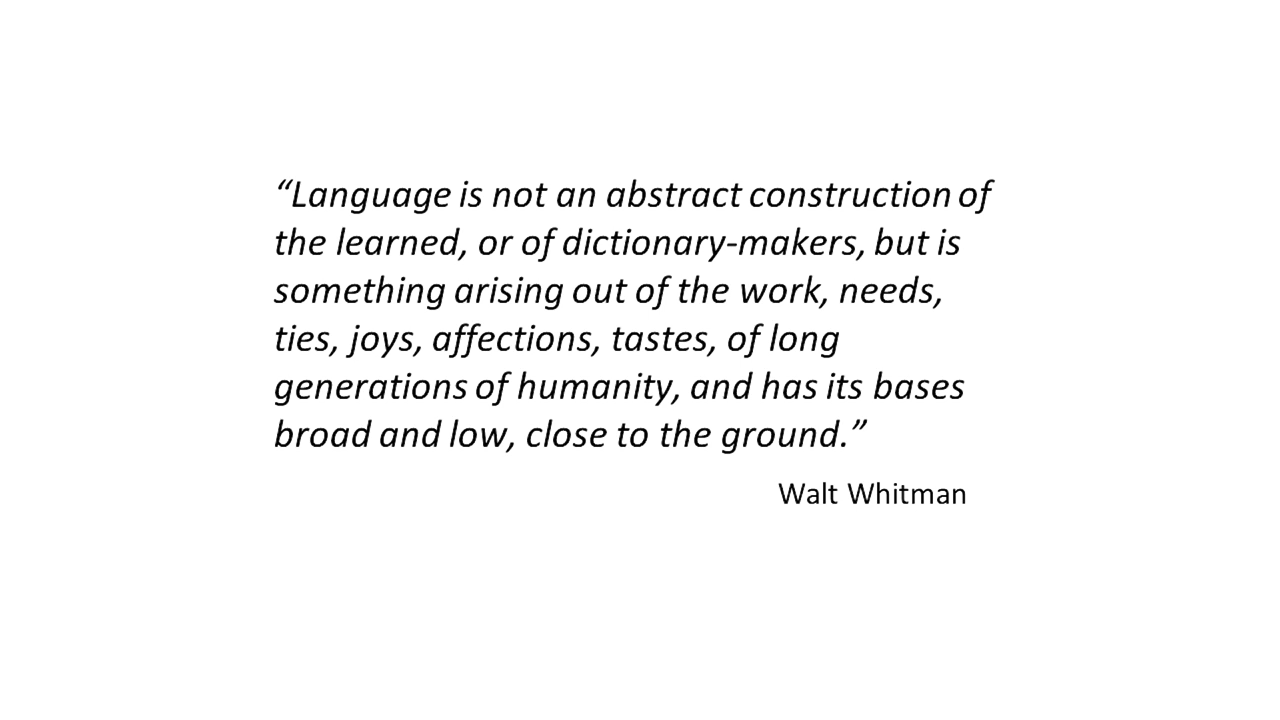 “Language is not an abstract construction of
the learned, or of dictionary-makers, but is
something arising out of the work, needs,
ties, joys, affections, tastes, of long
generations of humanity, and has its bases
broad and low, close to the ground.”
Walt Whitman